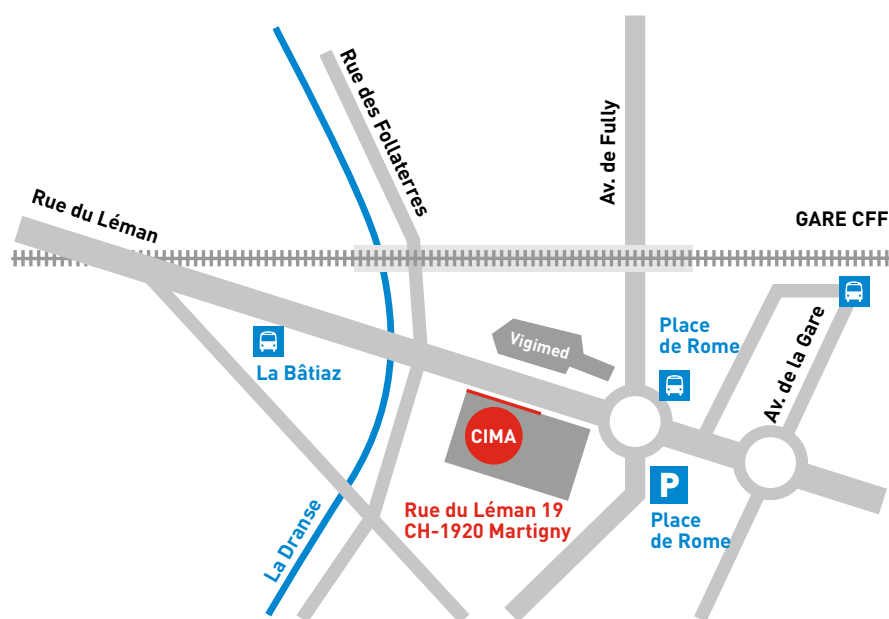 Rue des Follaterres
Av. de Fully
Rue du Léman
GARE CFF
Vigimed
Place
de Rome
La Bâtiaz
Av. de la Gare
CIMA
Rue du Léman 19
CH-1920 Martigny
P
Place
de Rome
La Dranse